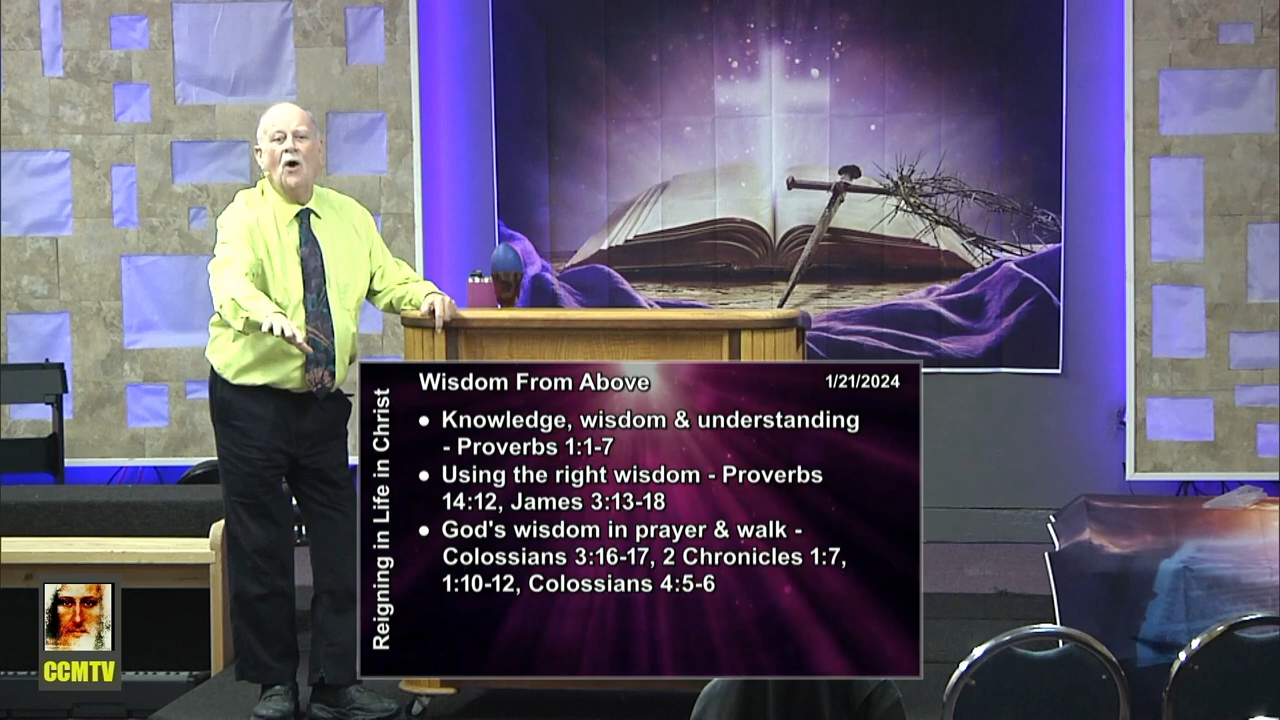 Wisdom From Above
1/21/2024
Reigning in Life in Christ
● Knowledge, wisdom & understanding
- Proverbs 1:1-7
● Using the right wisdom - Proverbs
14:12, James 3:13-18
● God's wisdom in prayer & walk -
Colossians 3:16-17, 2 Chronicles 1:7,
1:10-12, Colossians 4:5-6
CCMTV